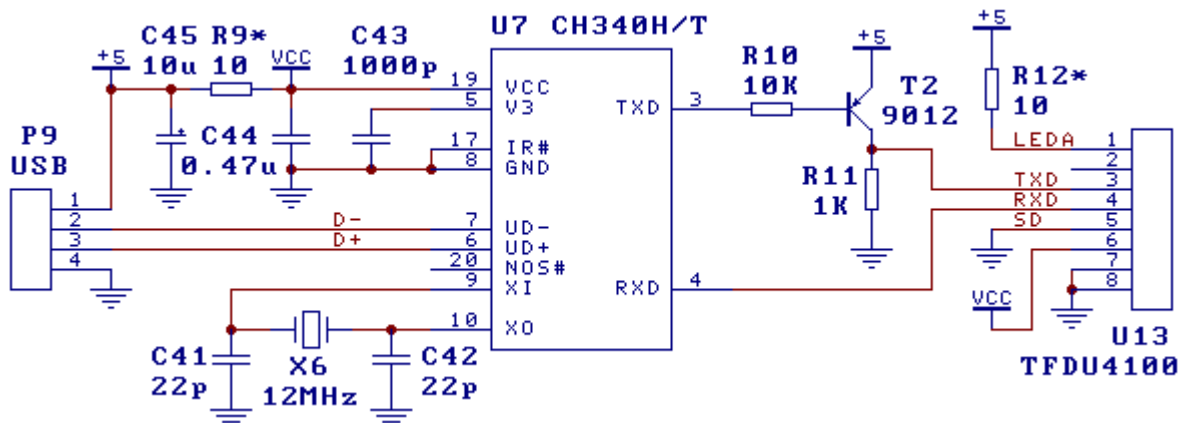 U7 CH340H/T
C45 R9* C43
+5 10u 10 VCC 1000p
P9
USB
C44
0.47u
1
2
3
4
D-
D+
19 VCC
5 V3
17 IR#
8 GND
7 UD-
6 UD+
20 NOS#
9 XI
10 XO
TXD 3
RXD 4
C41
22p
X6
12MHz
C42
22p
R10
10K
+5
T2
9012
R11
1K
+5
R12*
10
LEDA 1
2
TXD 3
RXD 4
SD 5
6
7
8
VCC
U13
TFDU4100